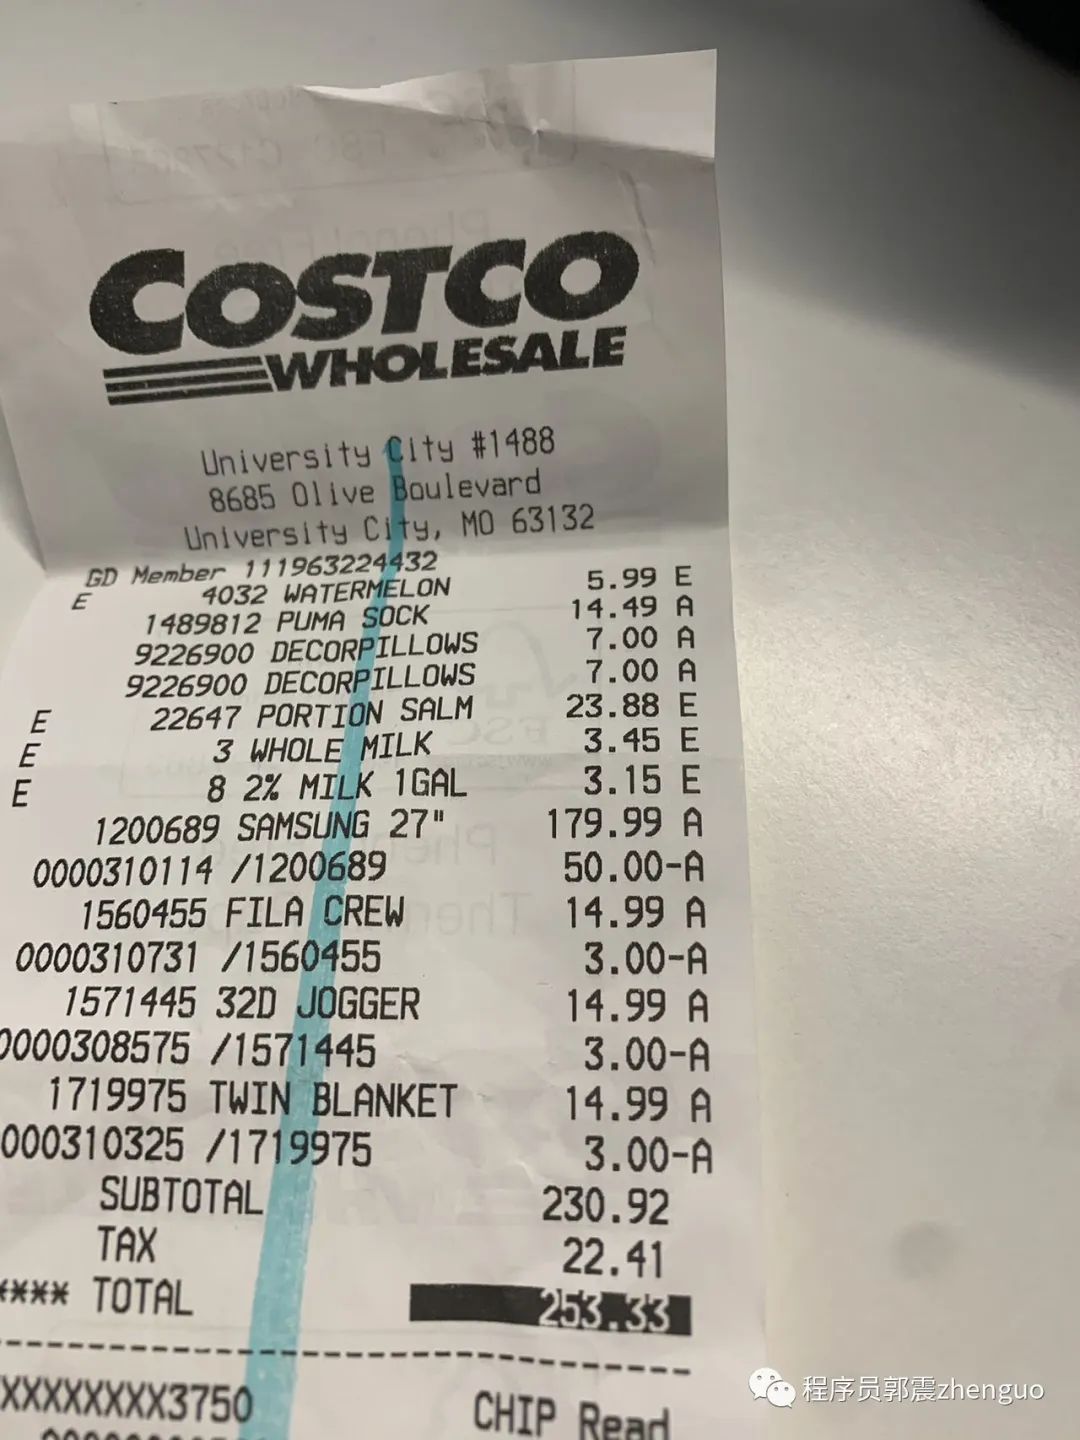 COSTCO
WHOLESALE
University City #1488
8685 Olive Boulevard
University City, MO 63132
GD Member 111963224432
E 4032 WATERMELON 5.99 E
1489812 PUMA SOCK 14.49 A
9226900 DECORPILLOWS 7.00 A
9226900 DECORPILLOWS 7.00 A
E 22647 PORTION SALM 23.88 E
E 3 WHOLE MILK 3.45 E
E 8 2% MILK 1GAL 3.15 E
1200689 SAMSUNG 27" 179.99 A
0000310114 /1200689 50.00-A
1560455 FILA CREW 14.99 A
0000310731 /1560455 3.00-A
1571445 32D JOGGER 14.99 A
0000308575 /1571445 3.00-A
1719975 TWIN BLANKET 14.99 A
000310325 /1719975 3.00-A
SUBTOTAL 230.92
TAX 22.41
**** TOTAL 253.33
XXXXXXXX3750 CHIP Read
程序员郭震zhenguo